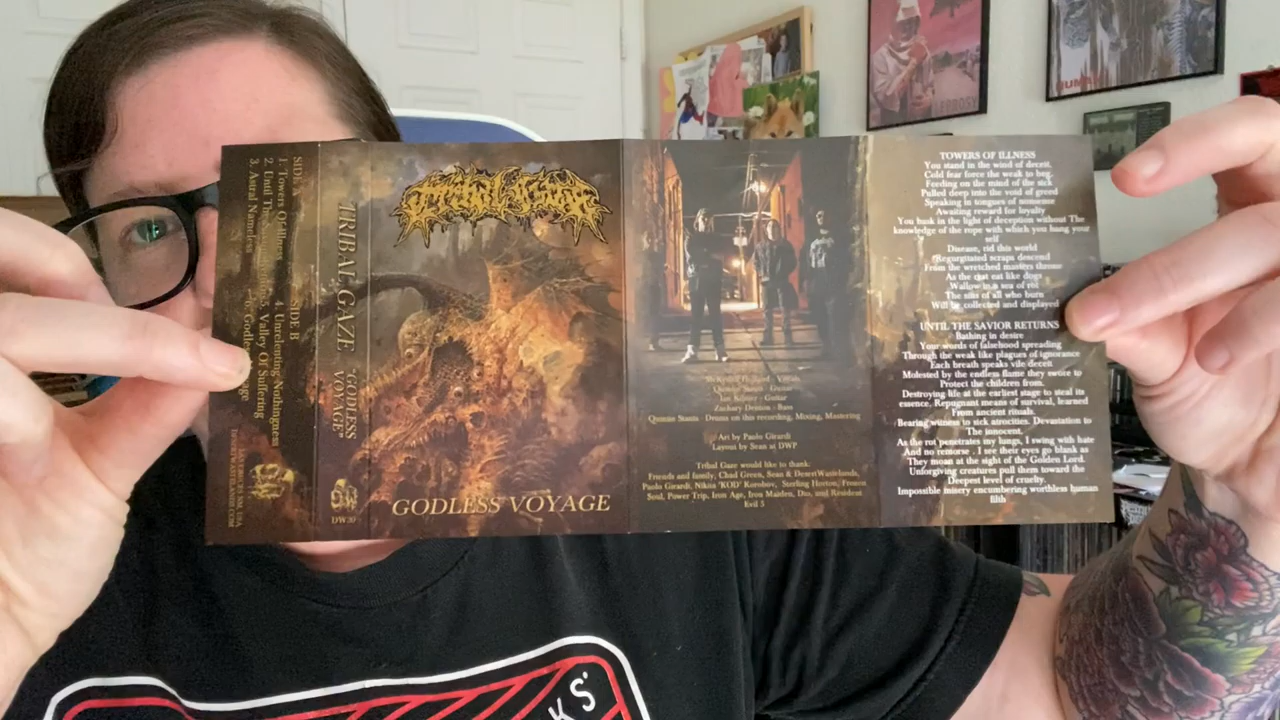 SIDE A
1. Towers Of Illness
2. Until The
3. Astral Nameless
SIDE B
4. Unrelenting Nothingness
5. Valley Of Suffering
TRIBAL GAZE
"GODLESS
VOYAGE"
DW20
Tribal Gaze
GODLESS VOYAGE
Quintin Stauts - Drums on this recording, Mixing, Mastering
Art by Paolo Girardi
Layout by Sean at DWP
Tribal Gaze would like to thank:
Friends and family, Chad Green, Sean & DesertWastelands,
Paolo Girardi, Nikita "KOD" Korobov, Sterling Horton, Frozen
Soul, Power Trip, Iron Age, Iron Maiden, Dio, and Resident
Evil 5
TOWERS OF ILLNESS
You stand in the wind of deceit,
Cold fear force the weak to beg.
Feeding on the mind of the sick
Pulled deep into the void of greed
Speaking in tongues of nonsense
Awaiting reward for loyalty
You bask in the light of deception without The
knowledge of the rope with which you hang your
self
Disease, rid this world
Regurgitated scraps descend
From the wretched masters throne
As the rest eat like dogs
Wallow in a sea of rot
The sins of all who burn
Will be collected and displayed
UNTIL THE SAVIOR RETURNS
Bathing in desire
Your words of falsehood spreading
Through the weak like plagues of ignorance
Each breath speaks vile deceit
Molested by the endless flame they swore to
Protect the children from.
Destroying life at the earliest stage to steal its
essence. Repugnant means of survival, learned
From ancient rituals.
Bearing witness to sick atrocities. Devastation to
The innocent.
As the rot penetrates my lungs, I swing with hate
And no remorse . I see their eyes go blank as
They moan at the sight of the Golden Lord.
Unforgiving creatures pull them toward the
Deepest level of cruelty.
Impossible misery encumbering worthless human
filth
KS